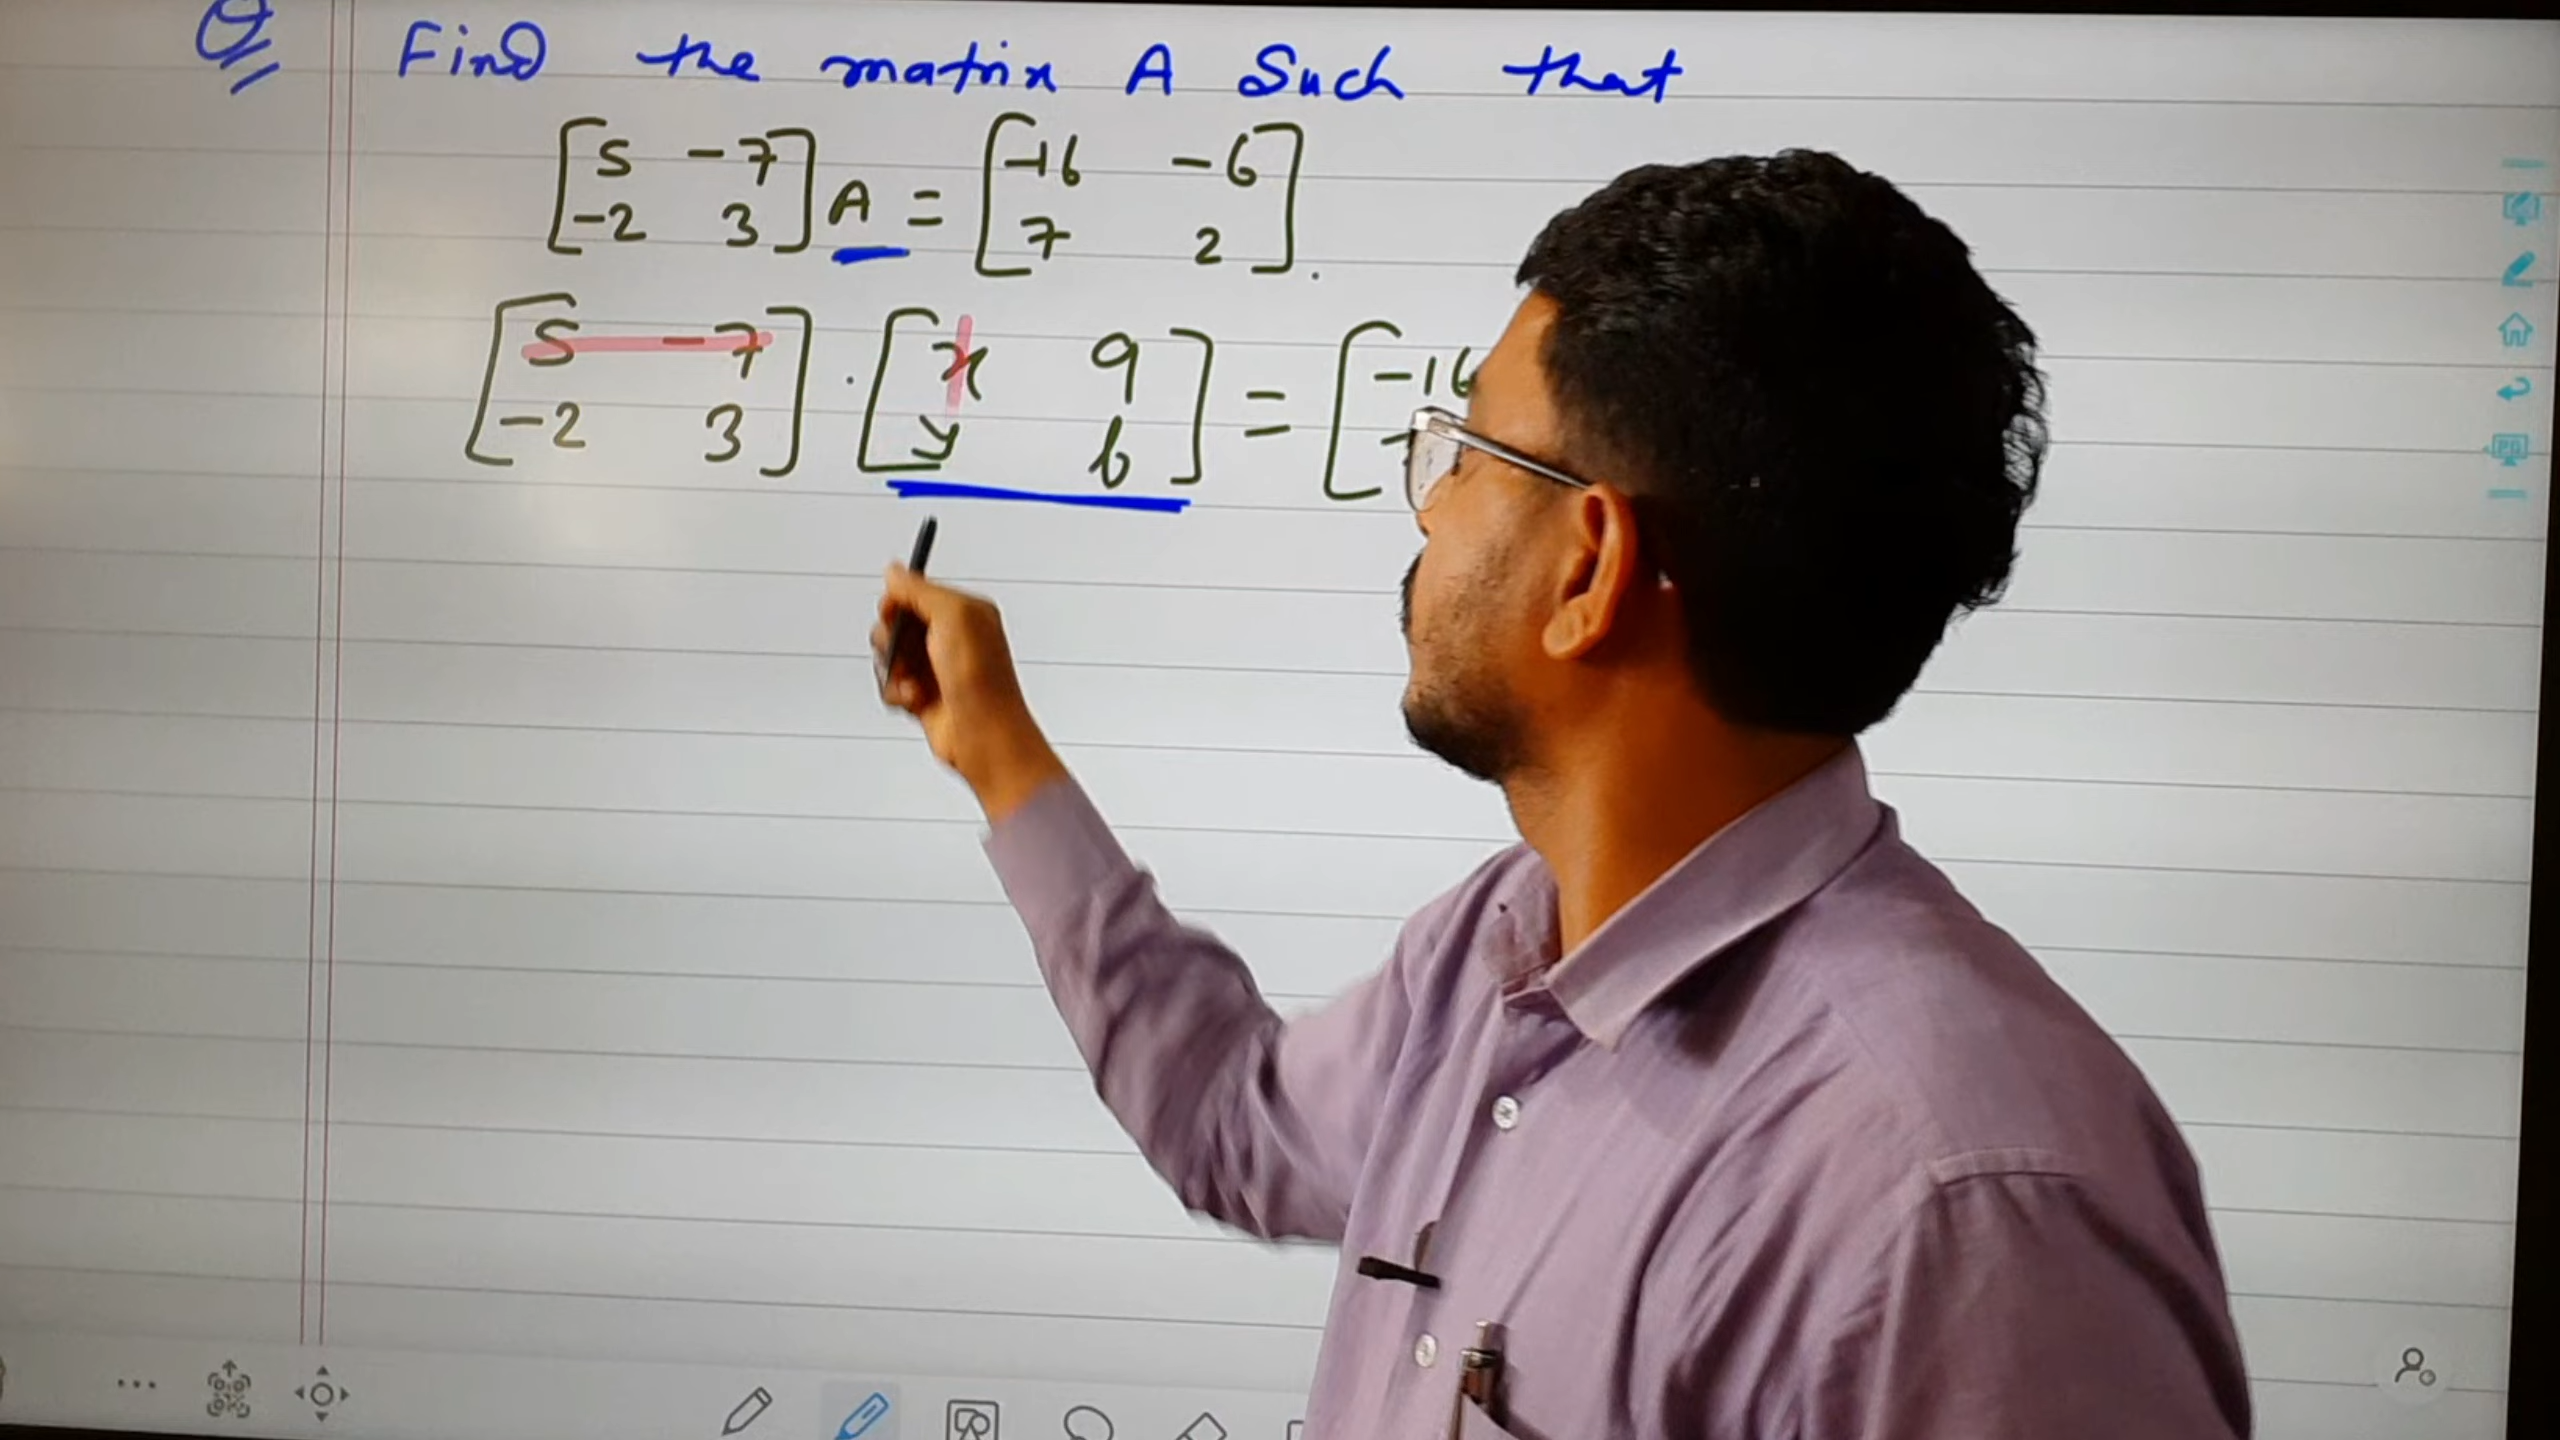 Q/ Find the matrix A Such that
[5 -7
-2 3] A = [-16 -6
7 2].
[5 -7
-2 3] . [x a
y b] = [-16